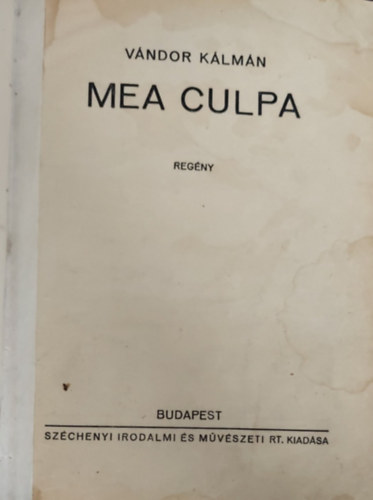 VÁNDOR KÁLMÁN
MEA CULPA
REGÉNY
BUDAPEST
SZÉCHENYI IRODALMI ÉS MŰVÉSZETI RT. KIADÁSA